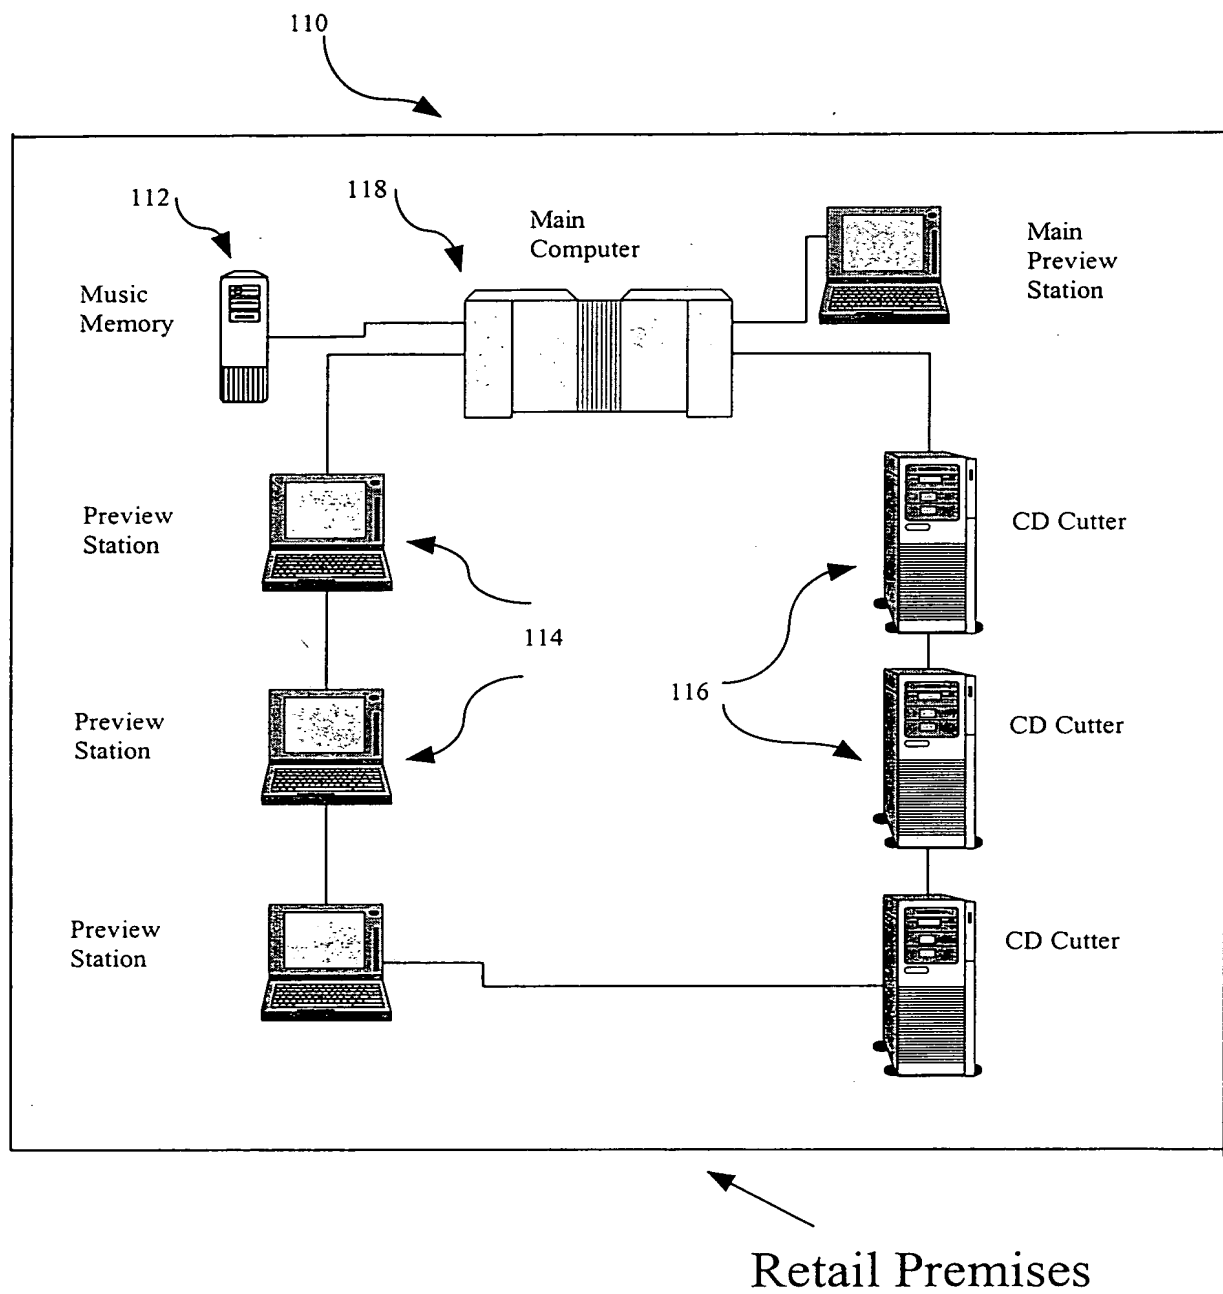 110
112
118
Main
Computer
Main
Preview
Station
Music
Memory
Preview
Station
CD Cutter
114
116
Preview
Station
CD Cutter
Preview
Station
CD Cutter
Retail Premises